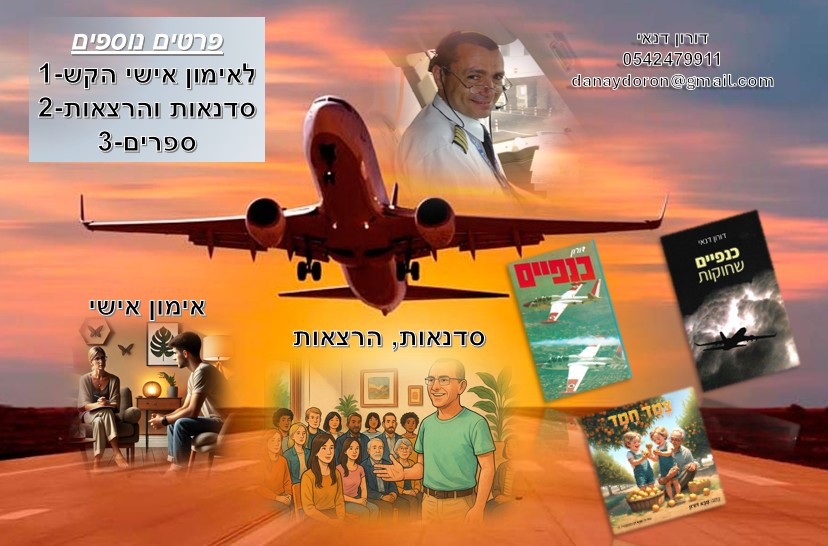 פרטים נוספים
לאימון אישי הקש-1
סדנאות והרצאות-2
ספרים-3
דורון דנאי
0542479911
danaydoron@gmail.com
אימון אישי
סדנאות, הרצאות
דורון
כנפיים
דורון דנאי
כנפיים
שחוקות
צמד חמד